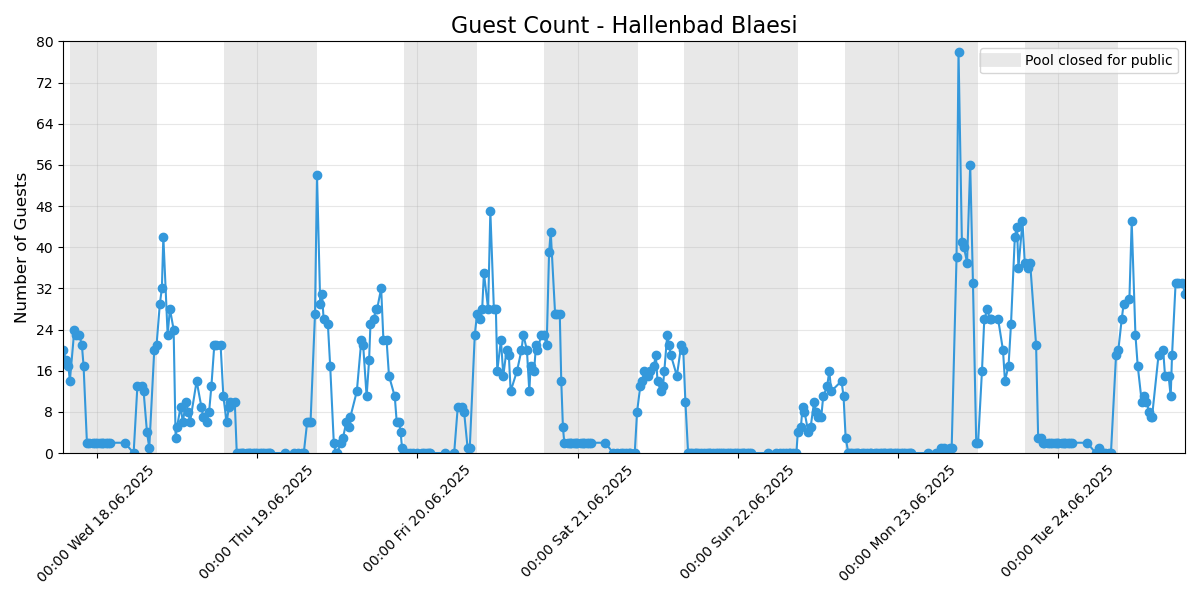 Guest Count - Hallenbad Blaesi
Pool closed for public
Number of Guests
80
72
64
56
48
40
32
24
16
8
0
00:00 Wed 18.06.2025
00:00 Thu 19.06.2025
00:00 Fri 20.06.2025
00:00 Sat 21.06.2025
00:00 Sun 22.06.2025
00:00 Mon 23.06.2025
00:00 Tue 24.06.2025